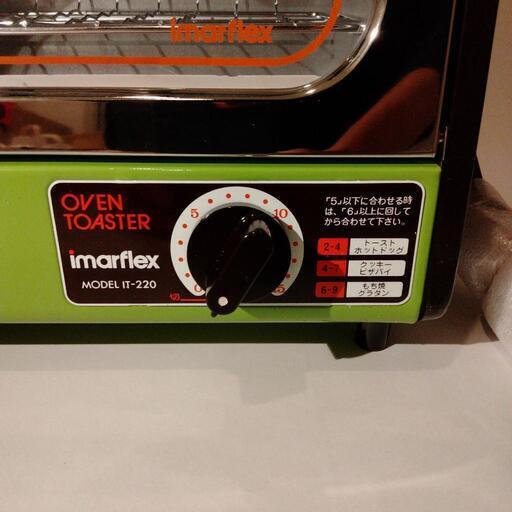 imarflex
OVEN
TOASTER
imarflex
MODEL IT-220
5
10
15
0
切
「5」以下に合わせる時
は、「6」以上に回して
から合わせて下さい。
2-4 トースト
ホットドッグ
4-7 クッキー
ピザパイ
6-9 もち焼
グラタン